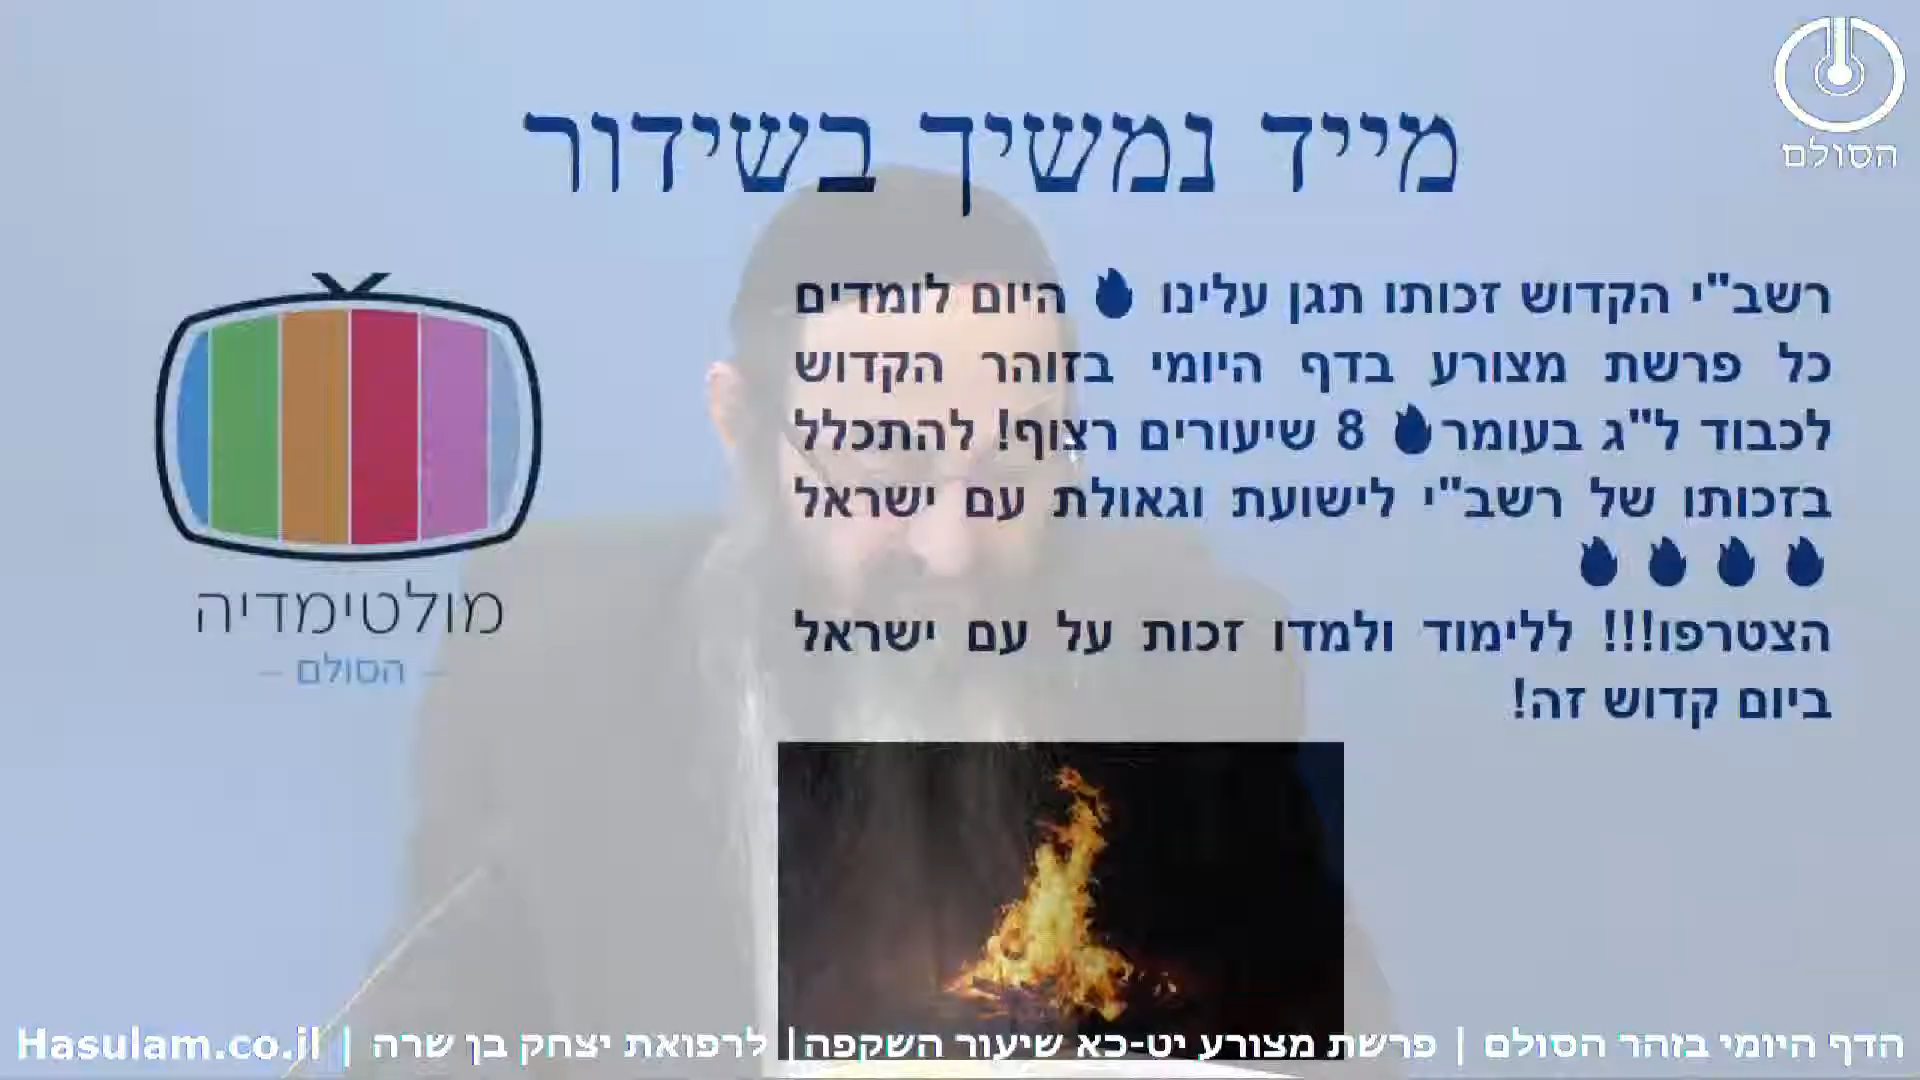 הסולם
מייד נמשיך בשידור
רשב"י הקדוש זכותו תגן עלינו 🔥 היום לומדים
כל פרשת מצורע בדף היומי בזוהר הקדוש
לכבוד ל"ג בעומר🔥 8 שיעורים רצוף! להתכלל
בזכותו של רשב"י לישועת וגאולת עם ישראל
🔥 🔥 🔥 🔥
הצטרפו!!! ללימוד ולמדו זכות על עם ישראל
ביום קדוש זה!
מולטימדיה
– הסולם –
הדף היומי בזהר הסולם | פרשת מצורע יט-כא שיעור השקפה| לרפואת יצחק בן שרה | Hasulam.co.il